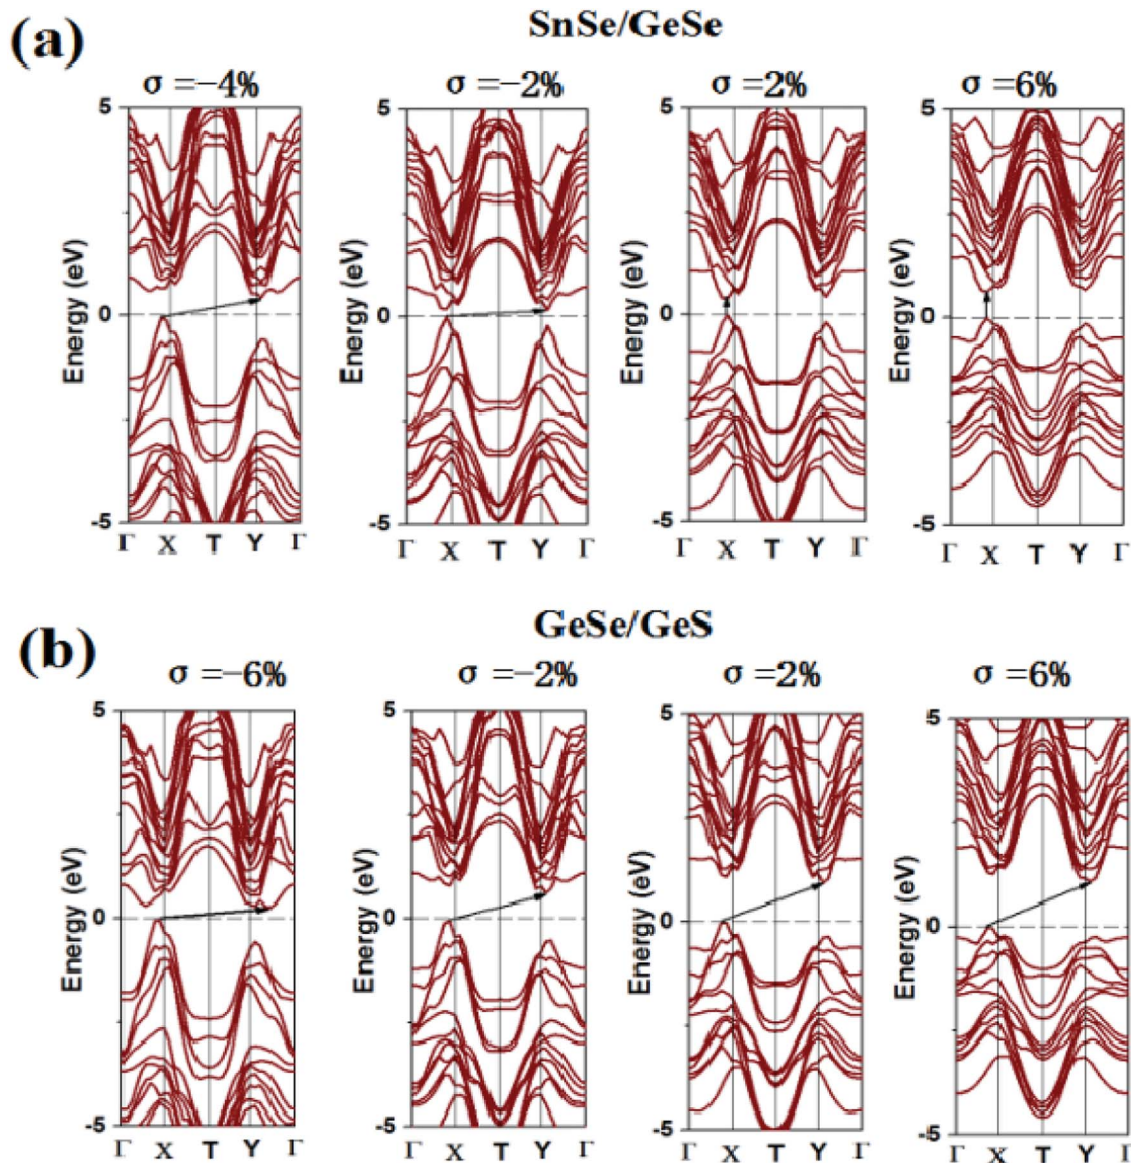 (a)
SnSe/GeSe
σ =-4%
σ =-2%
σ =2%
σ =6%
5
0
-5
Energy (eV)
Γ X T Y Γ
5
0
-5
Energy (eV)
Γ X T Y Γ
5
0
-5
Energy (eV)
Γ X T Y Γ
5
0
-5
Energy (eV)
Γ X T Y Γ
(b)
GeSe/GeS
σ =-6%
σ =-2%
σ =2%
σ =6%
5
0
-5
Energy (eV)
Γ X T Y Γ
5
0
-5
Energy (eV)
Γ X T Y Γ
5
0
-5
Energy (eV)
Γ X T Y Γ
5
0
-5
Energy (eV)
Γ X T Y Γ